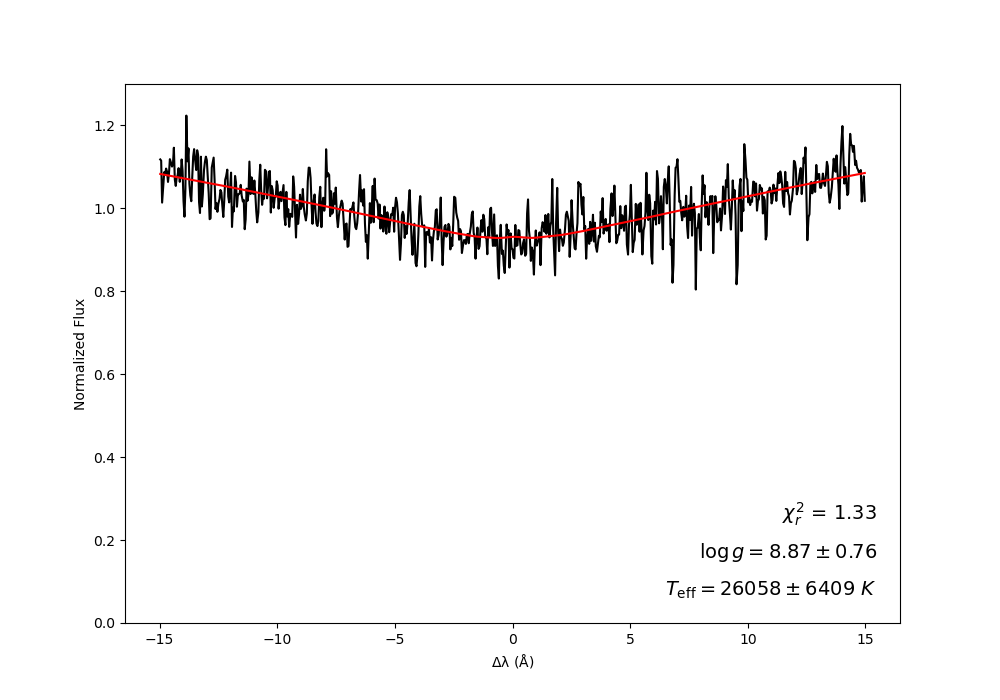 1.2
1.0
0.8
0.6
0.4
0.2
0.0
Normalized Flux
χ²ᵣ = 1.33
log g = 8.87 ± 0.76
T_eff = 26058 ± 6409 K
−15 −10 −5 0 5 10 15
Δλ (Å)